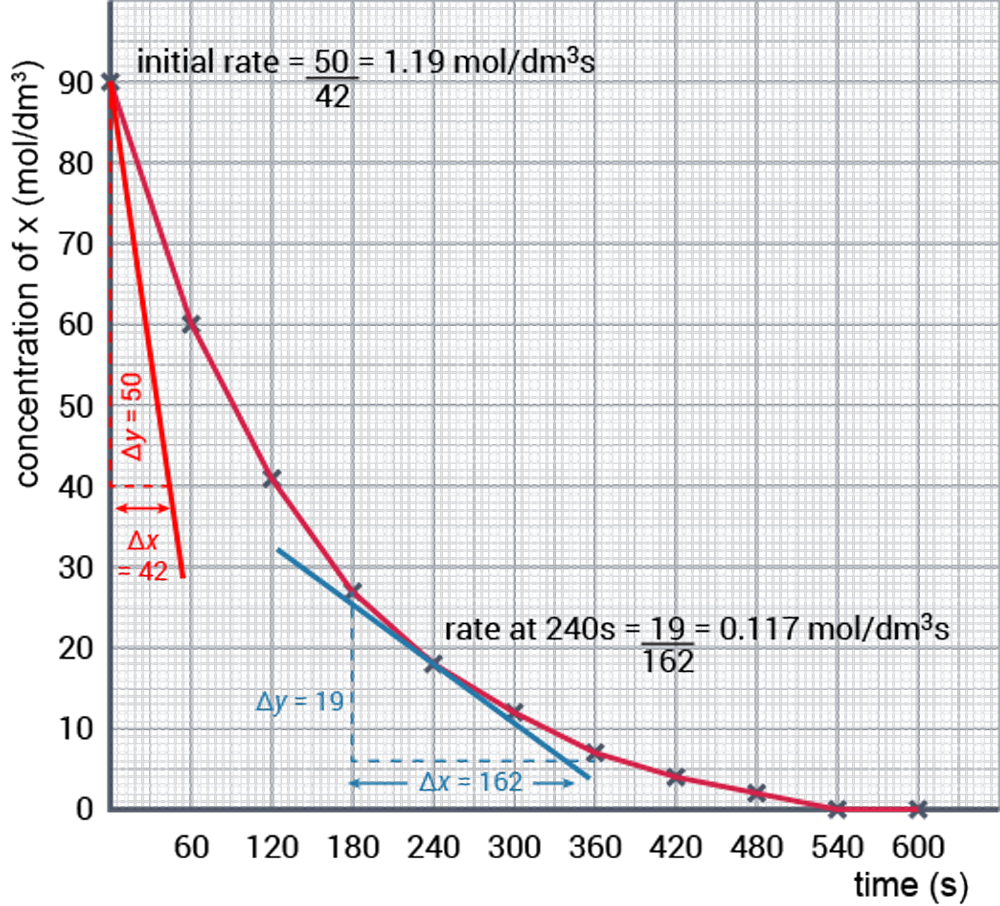 initial rate = 50/42 = 1.19 mol/dm³s
concentration of x (mol/dm³)
90
80
70
60
50
40
30
20
10
0
Δy = 50
Δx
= 42
rate at 240s = 19/162 = 0.117 mol/dm³s
Δy = 19
Δx = 162
60 120 180 240 300 360 420 480 540 600
time (s)